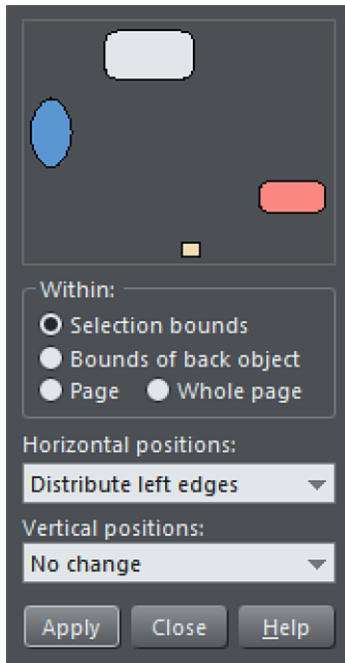 Within:
Selection bounds
Bounds of back object
Page Whole page
Horizontal positions:
Distribute left edges
Vertical positions:
No change
Apply Close Help